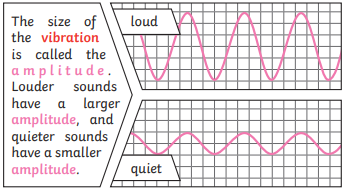 The size of
the vibration
is called the
amplitude.
Louder sounds
have a larger
amplitude, and
quieter sounds
have a smaller
amplitude.
loud
quiet